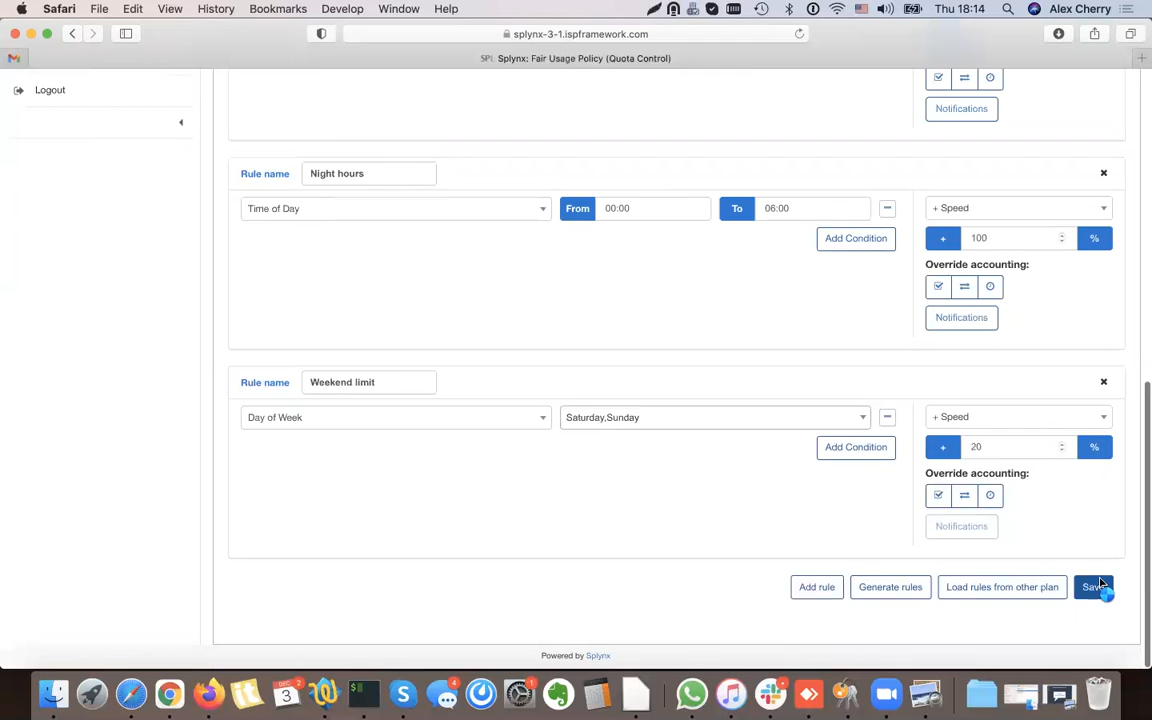 Safari File Edit View History Bookmarks Develop Window Help Thu 18:14 Alex Cherry
splynx-3-1.ispframework.com
SPL Splynx: Fair Usage Policy (Quota Control)
Logout
Notifications
Rule name Night hours
Time of Day From 00:00 To 06:00 + Speed
Add Condition + 100 %
Override accounting:
Notifications
Rule name Weekend limit
Day of Week Saturday,Sunday + Speed
Add Condition + 20 %
Override accounting:
Notifications
Add rule Generate rules Load rules from other plan
Powered by Splynx